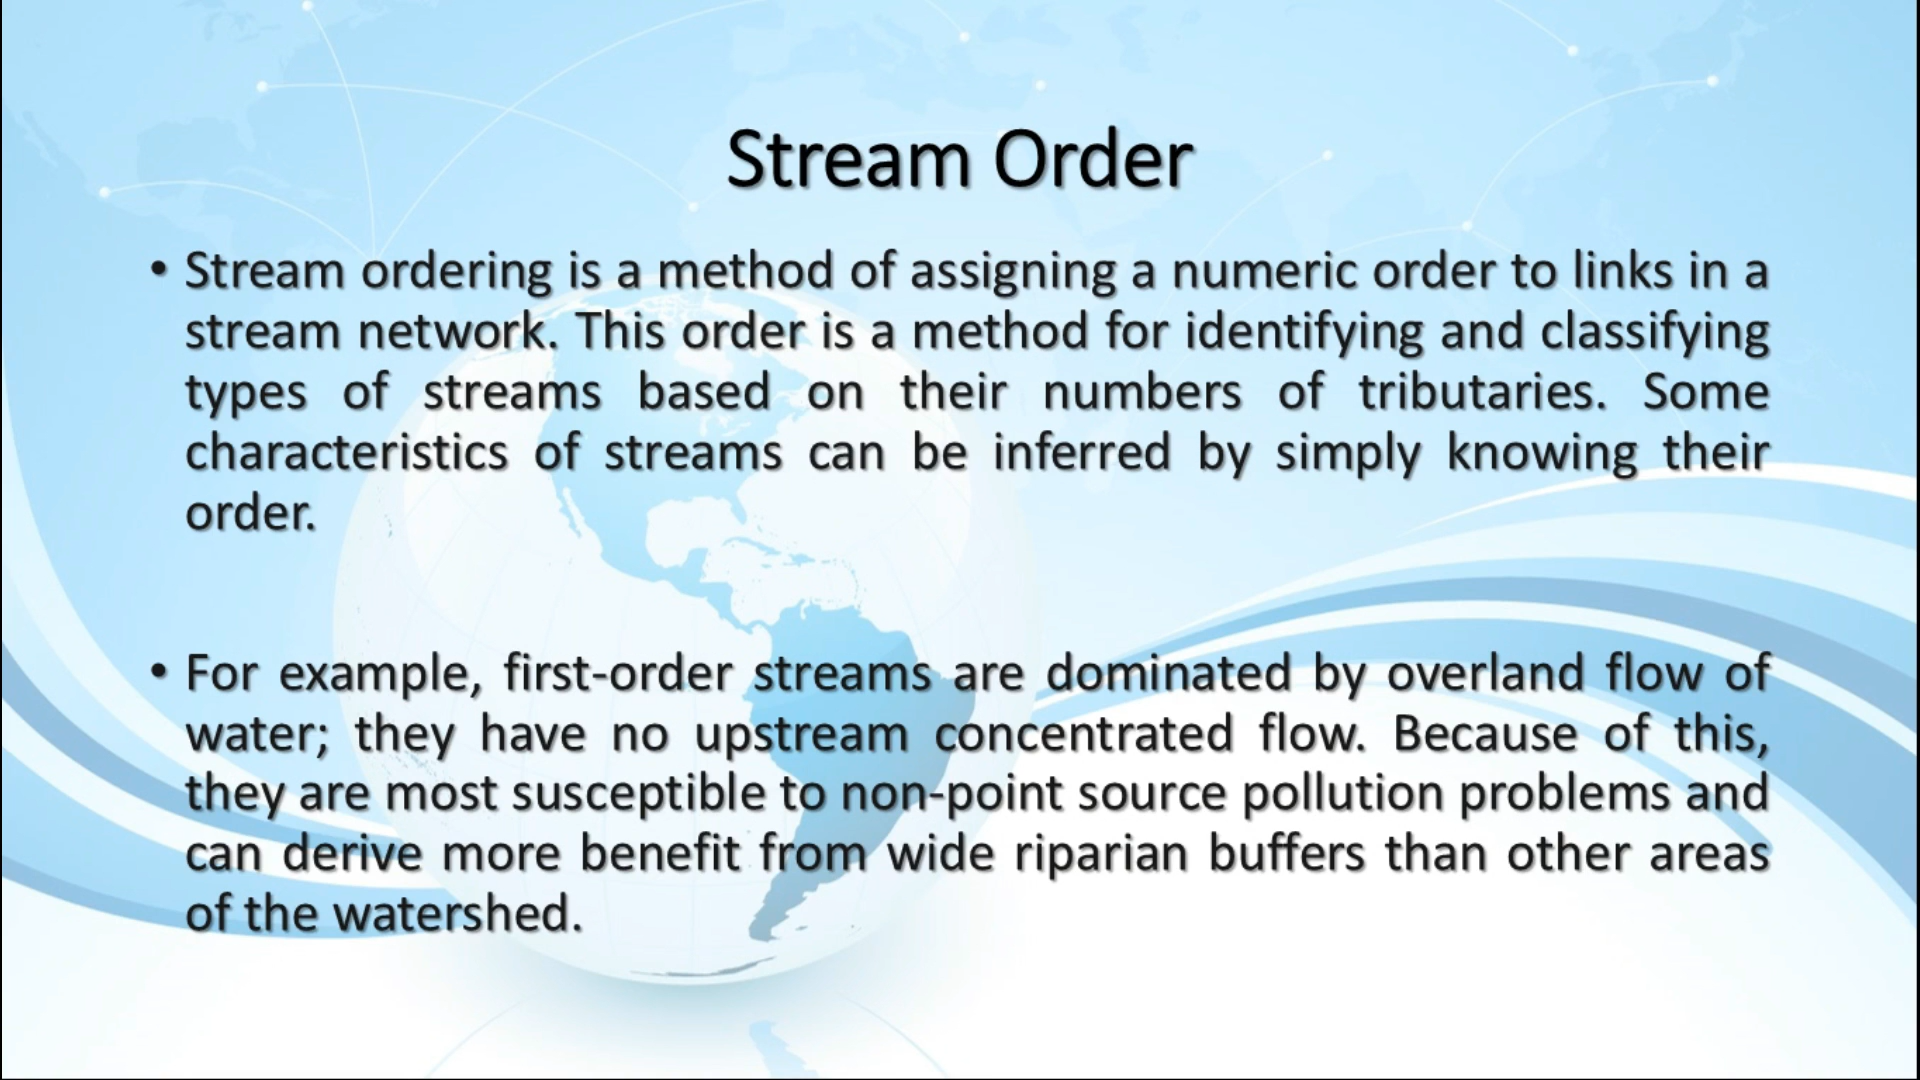 Stream Order
• Stream ordering is a method of assigning a numeric order to links in a
stream network. This order is a method for identifying and classifying
types of streams based on their numbers of tributaries. Some
characteristics of streams can be inferred by simply knowing their
order.
• For example, first-order streams are dominated by overland flow of
water; they have no upstream concentrated flow. Because of this,
they are most susceptible to non-point source pollution problems and
can derive more benefit from wide riparian buffers than other areas
of the watershed.